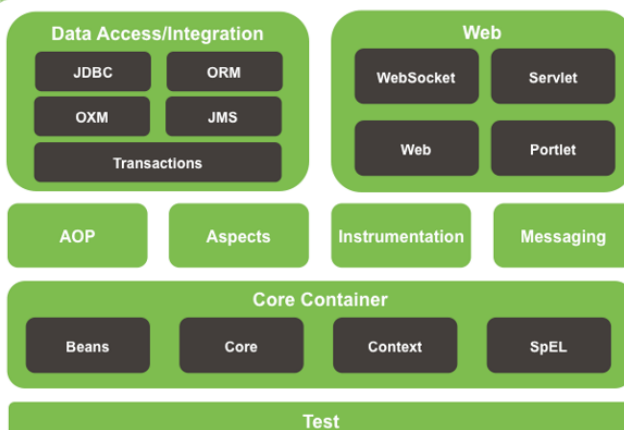 Data Access/Integration
JDBC
ORM
OXM
JMS
Transactions
Web
WebSocket
Servlet
Web
Portlet
AOP
Aspects
Instrumentation
Messaging
Core Container
Beans
Core
Context
SpEL
Test